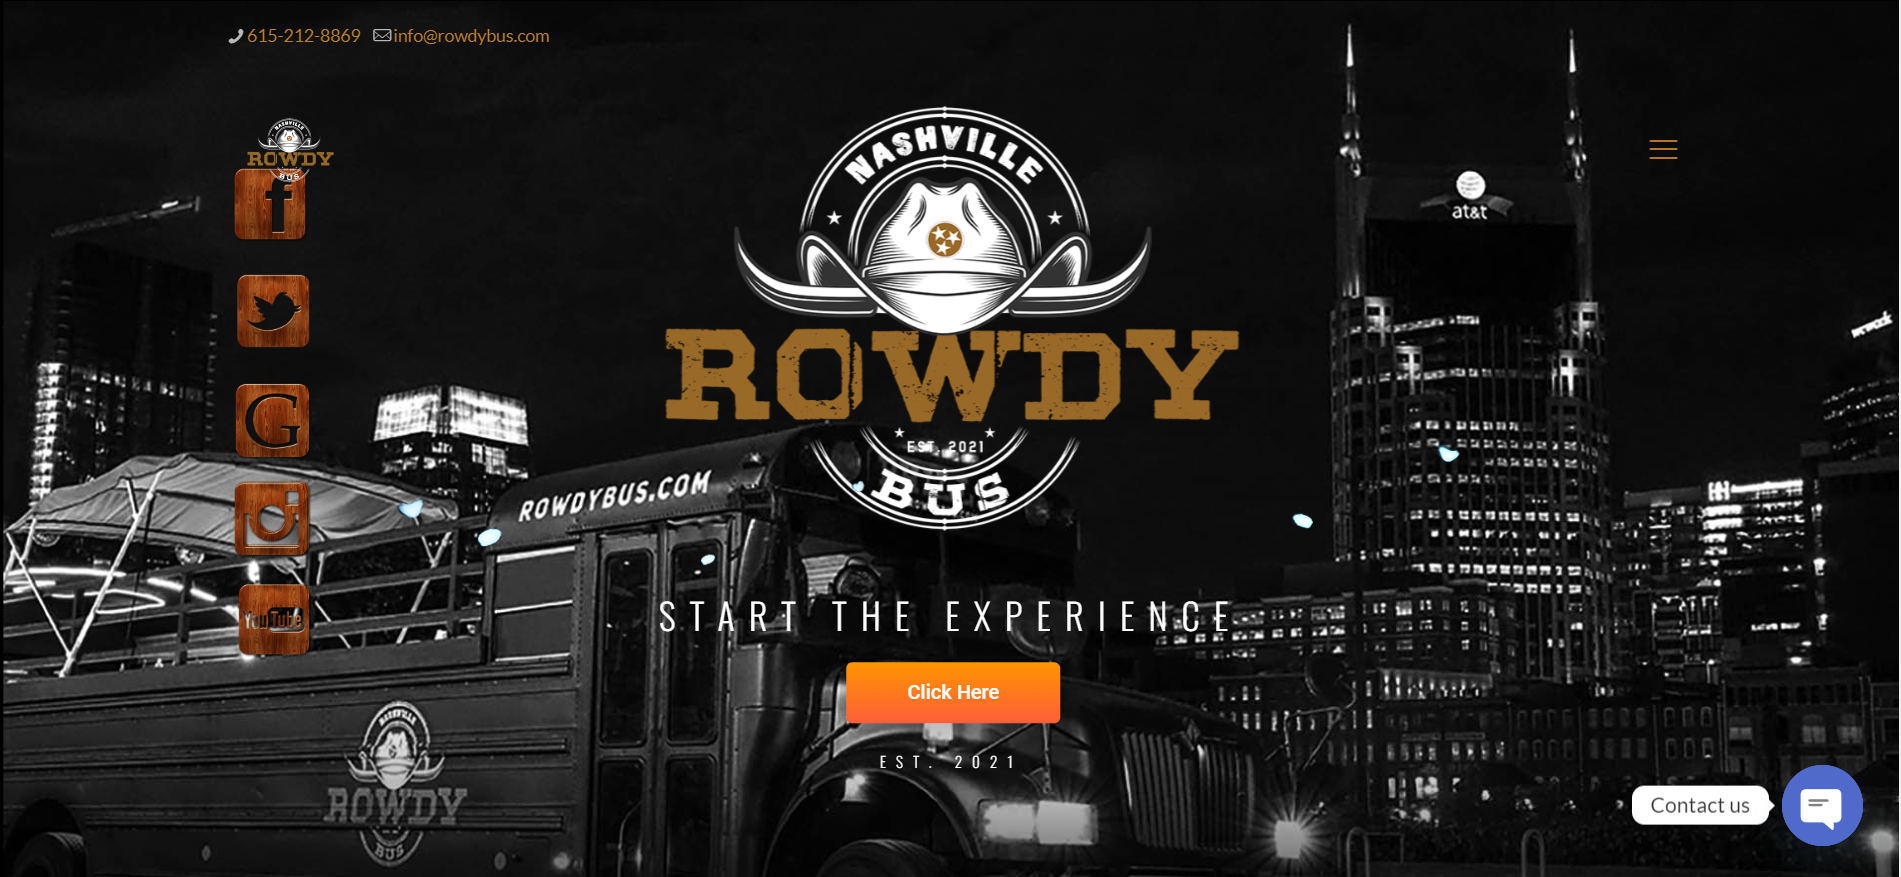 615-212-8869 info@rowdybus.com
NASHVILLE
ROWDY
BUS
f
G
YouTube
NASHVILLE
ROWDY
EST. 2021
BUS
at&t
ROWDYBUS.COM
START THE EXPERIENCE
Click Here
EST. 2021
NASHVILLE
ROWDY
BUS
Contact us